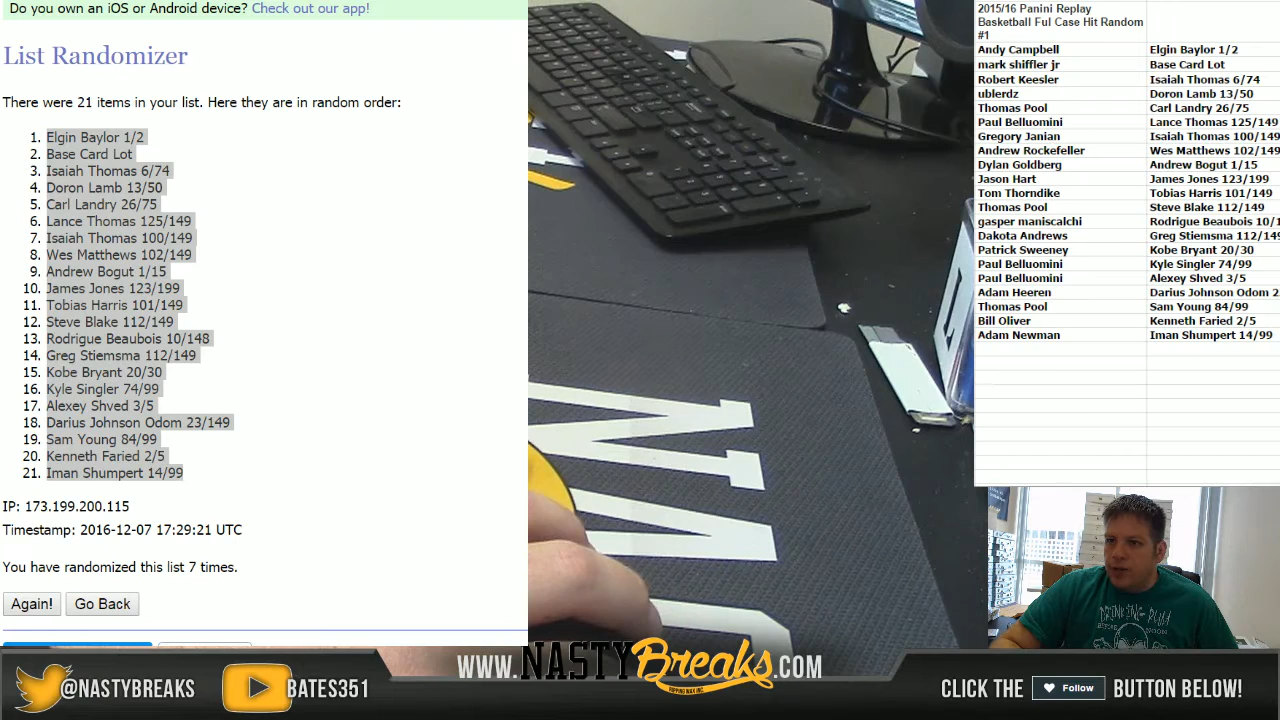 Do you own an iOS or Android device? Check out our app!
List Randomizer
There were 21 items in your list. Here they are in random order:
1. Elgin Baylor 1/2
2. Base Card Lot
3. Isaiah Thomas 6/74
4. Doron Lamb 13/50
5. Carl Landry 26/75
6. Lance Thomas 125/149
7. Isaiah Thomas 100/149
8. Wes Matthews 102/149
9. Andrew Bogut 1/15
10. James Jones 123/199
11. Tobias Harris 101/149
12. Steve Blake 112/149
13. Rodrigue Beaubois 10/148
14. Greg Stiemsma 112/149
15. Kobe Bryant 20/30
16. Kyle Singler 74/99
17. Alexey Shved 3/5
18. Darius Johnson Odom 23/149
19. Sam Young 84/99
20. Kenneth Faried 2/5
21. Iman Shumpert 14/99
IP: 173.199.200.115
Timestamp: 2016-12-07 17:29:21 UTC
You have randomized this list 7 times.
Again! Go Back
2015/16 Panini Replay
Basketball Ful Case Hit Random
#1
Andy Campbell Elgin Baylor 1/2
mark shiffler jr Base Card Lot
Robert Keesler Isaiah Thomas 6/74
ublerdz Doron Lamb 13/50
Thomas Pool Carl Landry 26/75
Paul Belluomini Lance Thomas 125/149
Gregory Janian Isaiah Thomas 100/149
Andrew Rockefeller Wes Matthews 102/149
Dylan Goldberg Andrew Bogut 1/15
Jason Hart James Jones 123/199
Tom Thorndike Tobias Harris 101/149
Thomas Pool Steve Blake 112/149
gasper maniscalchi Rodrigue Beaubois 10/1
Dakota Andrews Greg Stiemsma 112/149
Patrick Sweeney Kobe Bryant 20/30
Paul Belluomini Kyle Singler 74/99
Paul Belluomini Alexey Shved 3/5
Adam Heeren Darius Johnson Odom 2
Thomas Pool Sam Young 84/99
Bill Oliver Kenneth Faried 2/5
Adam Newman Iman Shumpert 14/99
@NASTYBREAKS BATES351 WWW.NASTYBreaks.COM CLICK THE Follow BUTTON BELOW!
RIPPING WAX INC.